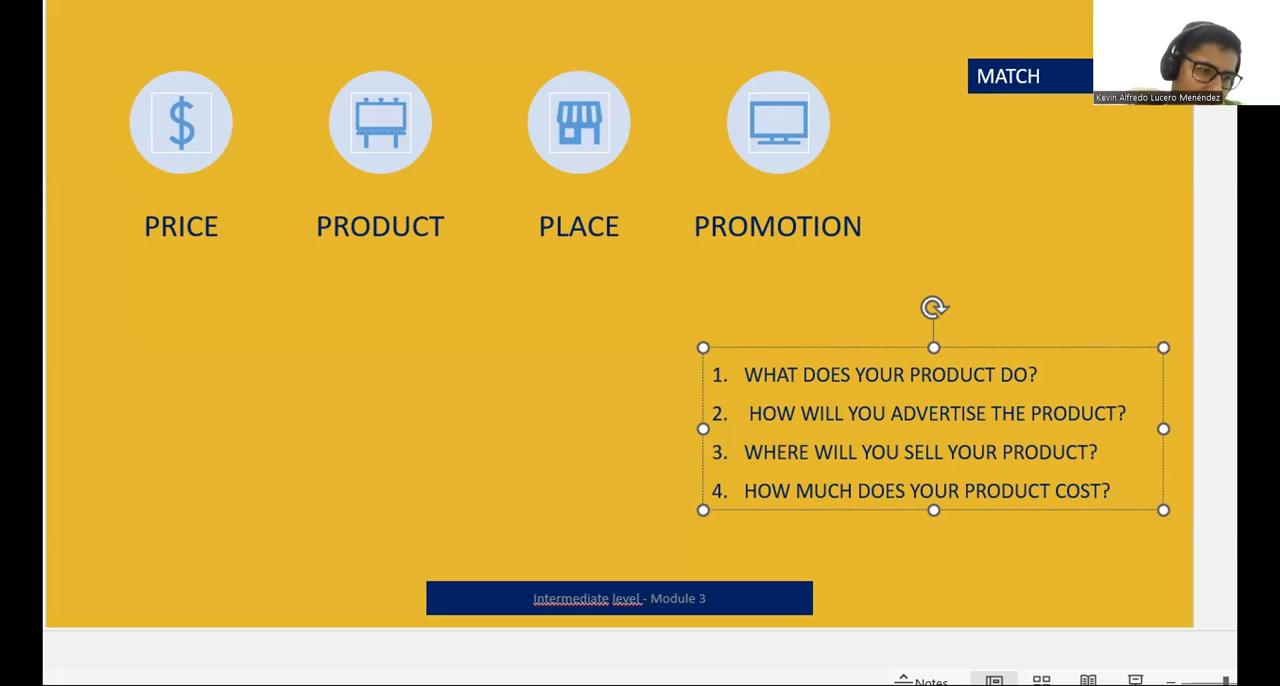 MATCH
Kevin Alfredo Lucero Menéndez
$
PRICE
PRODUCT
PLACE
PROMOTION
1. WHAT DOES YOUR PRODUCT DO?
2. HOW WILL YOU ADVERTISE THE PRODUCT?
3. WHERE WILL YOU SELL YOUR PRODUCT?
4. HOW MUCH DOES YOUR PRODUCT COST?
Intermediate level - Module 3
Notes